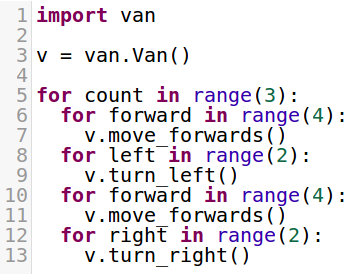 1 import van
2
3 v = van.Van()
4
5 for count in range(3):
6   for forward in range(4):
7     v.move_forwards()
8   for left in range(2):
9     v.turn_left()
10   for forward in range(4):
11     v.move_forwards()
12   for right in range(2):
13     v.turn_right()